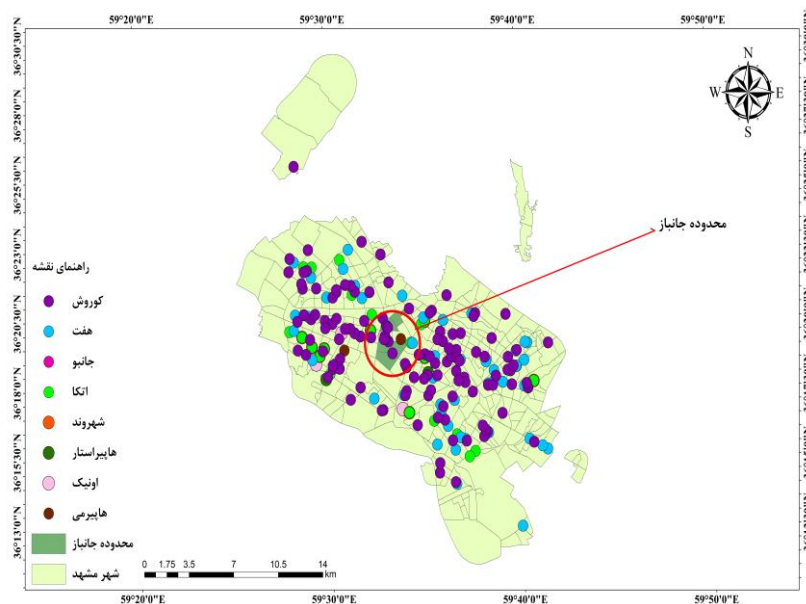 59°20'0"E 59°30'0"E 59°40'0"E 59°50'0"E
36°30'30"N
36°28'0"N
36°25'30"N
36°23'0"N
36°20'30"N
36°18'0"N
36°15'30"N
36°13'0"N
N
W E
S
محدوده جانباز
راهنمای نقشه
کوروش
هفت
جانبو
اتکا
شهروند
هایپراستار
اونیک
هایپرمی
محدوده جانباز
شهر مشهد
0 1.75 3.5 7 10.5 14
km
59°20'0"E 59°30'0"E 59°40'0"E 59°50'0"E